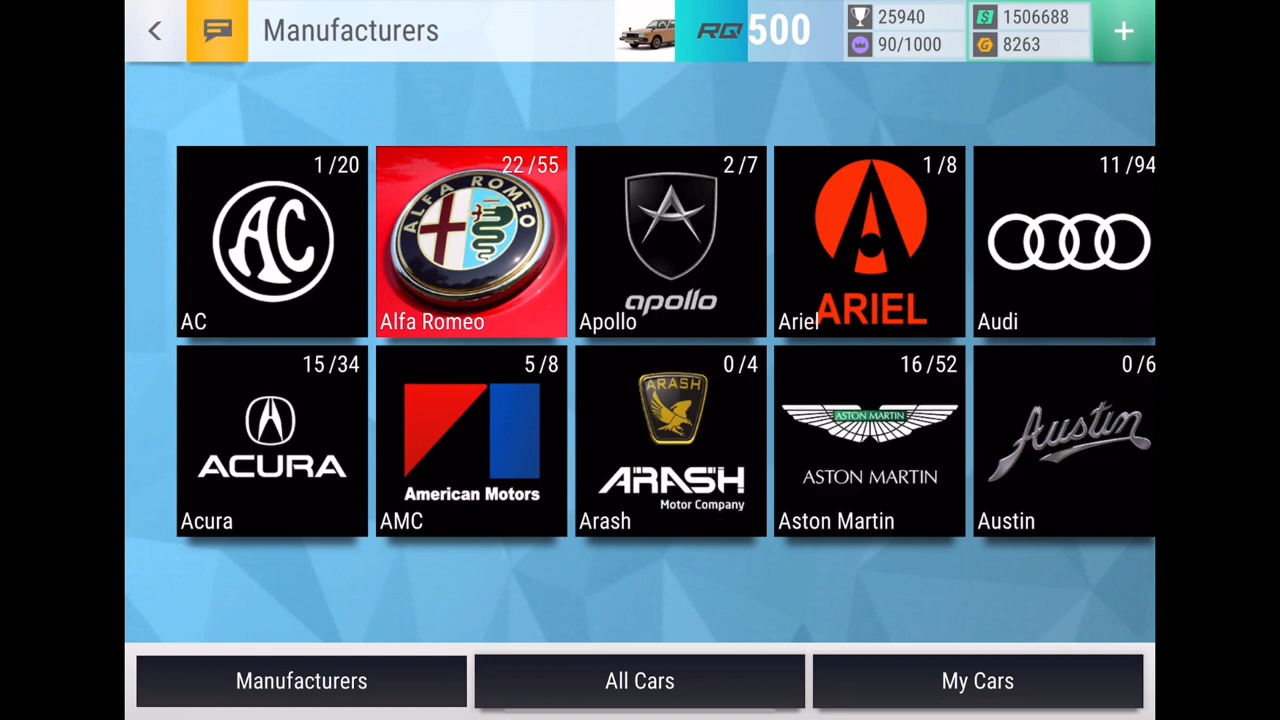 Manufacturers
RQ 500
25940
90/1000
1506688
8263
+
1/20
AC
AC
22/55
ALFA ROMEO
Alfa Romeo
2/7
apollo
Apollo
1/8
ARIEL
Ariel
11/94
Audi
15/34
ACURA
Acura
5/8
American Motors
AMC
0/4
ARASH
ARASH
Motor Company
Arash
16/52
ASTON MARTIN
ASTON MARTIN
Aston Martin
0/6
Austin
Austin
Manufacturers
All Cars
My Cars